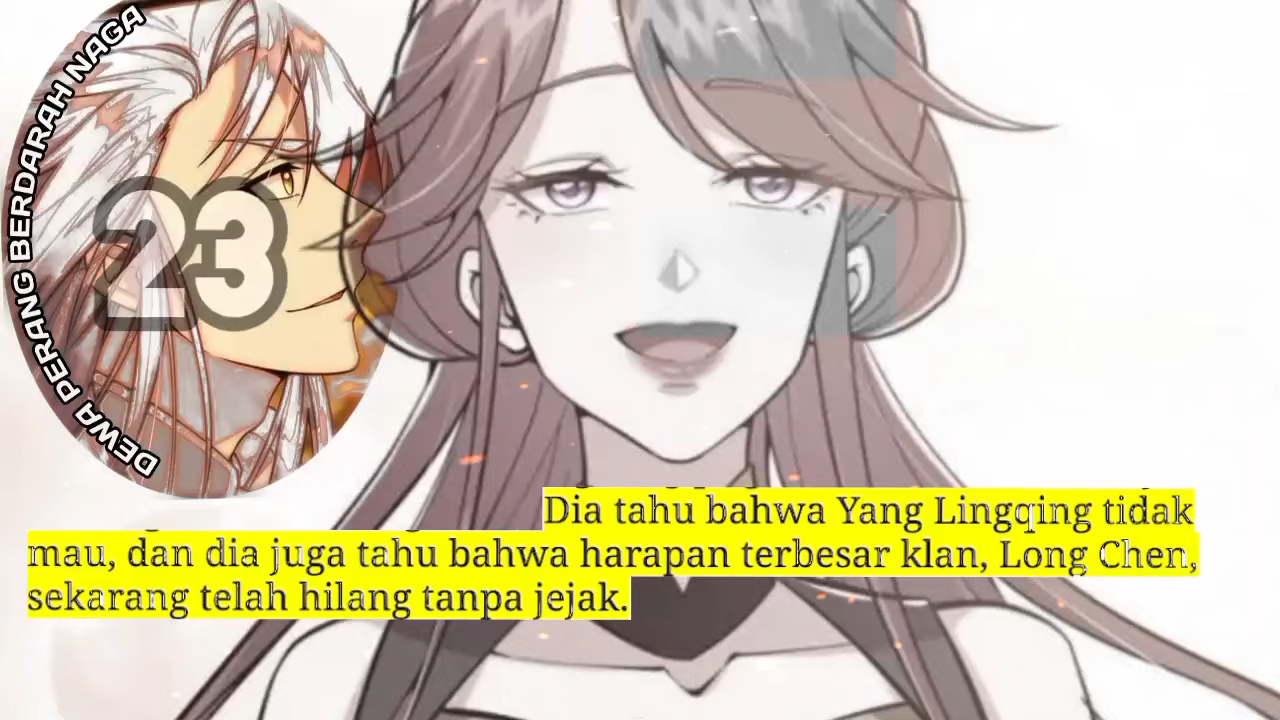 DEWA PERANG BERDARAH NAGA
23
Dia tahu bahwa Yang Lingqing tidak
mau, dan dia juga tahu bahwa harapan terbesar klan, Long Chen,
sekarang telah hilang tanpa jejak.